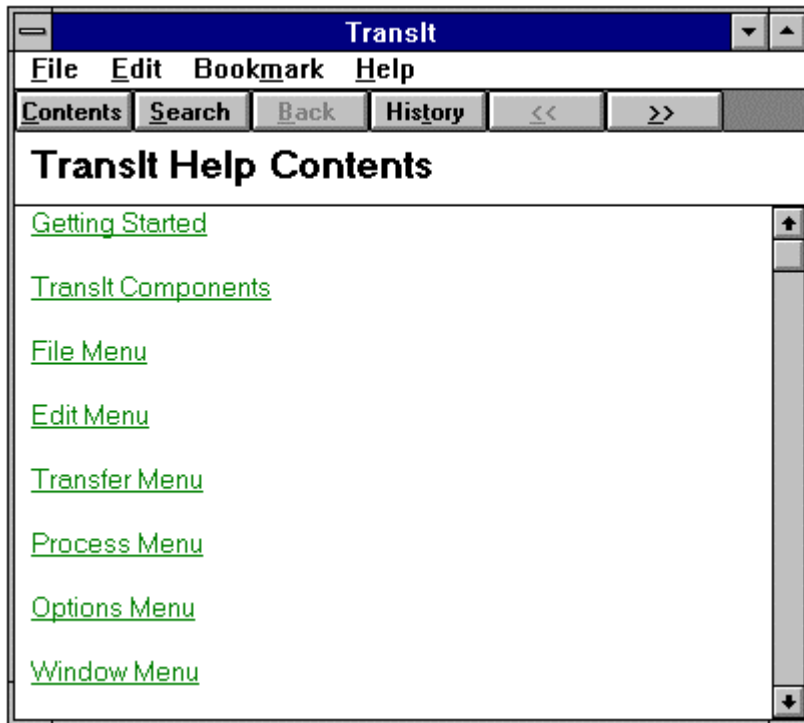 TransIt
File Edit Bookmark Help
Contents Search Back History << >>
TransIt Help Contents
Getting Started
TransIt Components
File Menu
Edit Menu
Transfer Menu
Process Menu
Options Menu
Window Menu